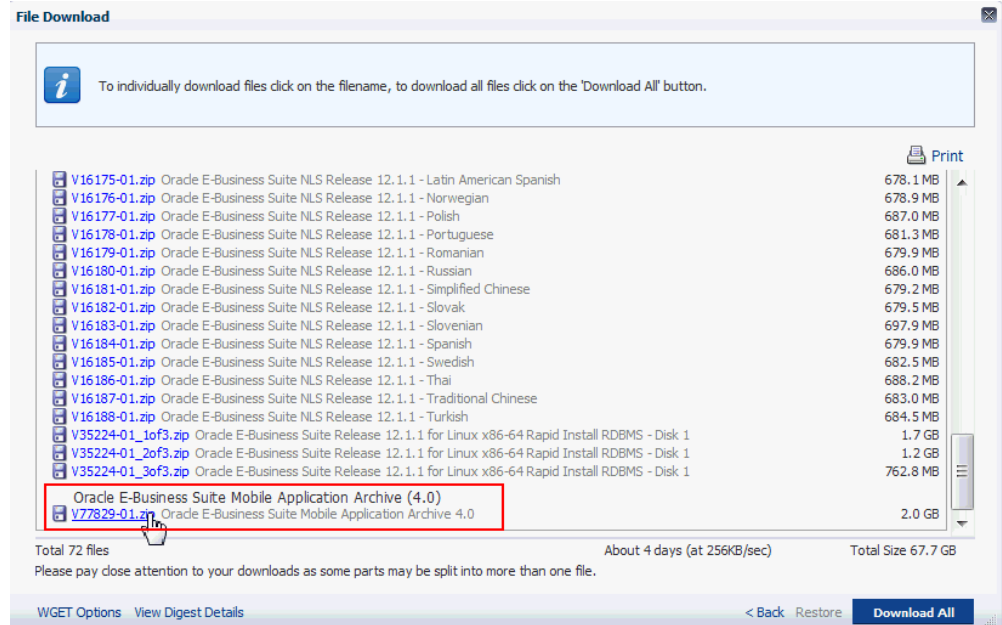 File Download
To individually download files click on the filename, to download all files click on the 'Download All' button.
Print
V16175-01.zip Oracle E-Business Suite NLS Release 12.1.1 - Latin American Spanish 678.1 MB
V16176-01.zip Oracle E-Business Suite NLS Release 12.1.1 - Norwegian 678.9 MB
V16177-01.zip Oracle E-Business Suite NLS Release 12.1.1 - Polish 687.0 MB
V16178-01.zip Oracle E-Business Suite NLS Release 12.1.1 - Portuguese 681.3 MB
V16179-01.zip Oracle E-Business Suite NLS Release 12.1.1 - Romanian 679.9 MB
V16180-01.zip Oracle E-Business Suite NLS Release 12.1.1 - Russian 686.0 MB
V16181-01.zip Oracle E-Business Suite NLS Release 12.1.1 - Simplified Chinese 679.2 MB
V16182-01.zip Oracle E-Business Suite NLS Release 12.1.1 - Slovak 679.5 MB
V16183-01.zip Oracle E-Business Suite NLS Release 12.1.1 - Slovenian 697.9 MB
V16184-01.zip Oracle E-Business Suite NLS Release 12.1.1 - Spanish 679.9 MB
V16185-01.zip Oracle E-Business Suite NLS Release 12.1.1 - Swedish 682.5 MB
V16186-01.zip Oracle E-Business Suite NLS Release 12.1.1 - Thai 688.2 MB
V16187-01.zip Oracle E-Business Suite NLS Release 12.1.1 - Traditional Chinese 683.0 MB
V16188-01.zip Oracle E-Business Suite NLS Release 12.1.1 - Turkish 684.5 MB
V35224-01_1of3.zip Oracle E-Business Suite Release 12.1.1 for Linux x86-64 Rapid Install RDBMS - Disk 1 1.7 GB
V35224-01_2of3.zip Oracle E-Business Suite Release 12.1.1 for Linux x86-64 Rapid Install RDBMS - Disk 1 1.2 GB
V35224-01_3of3.zip Oracle E-Business Suite Release 12.1.1 for Linux x86-64 Rapid Install RDBMS - Disk 1 762.8 MB
Oracle E-Business Suite Mobile Application Archive (4.0)
V77829-01.zip Oracle E-Business Suite Mobile Application Archive 4.0 2.0 GB
Total 72 files About 4 days (at 256KB/sec) Total Size 67.7 GB
Please pay close attention to your downloads as some parts may be split into more than one file.
WGET Options View Digest Details < Back Restore Download All